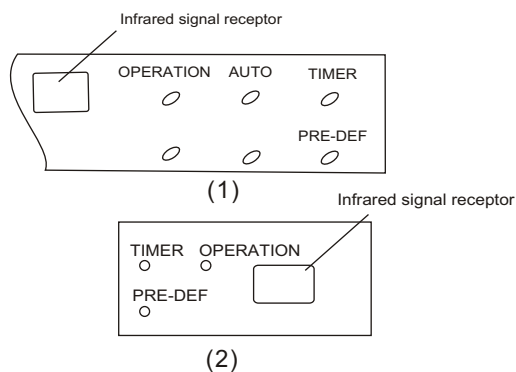 Infrared signal receptor
OPERATION AUTO TIMER
PRE-DEF
(1)
Infrared signal receptor
TIMER OPERATION
PRE-DEF
(2)